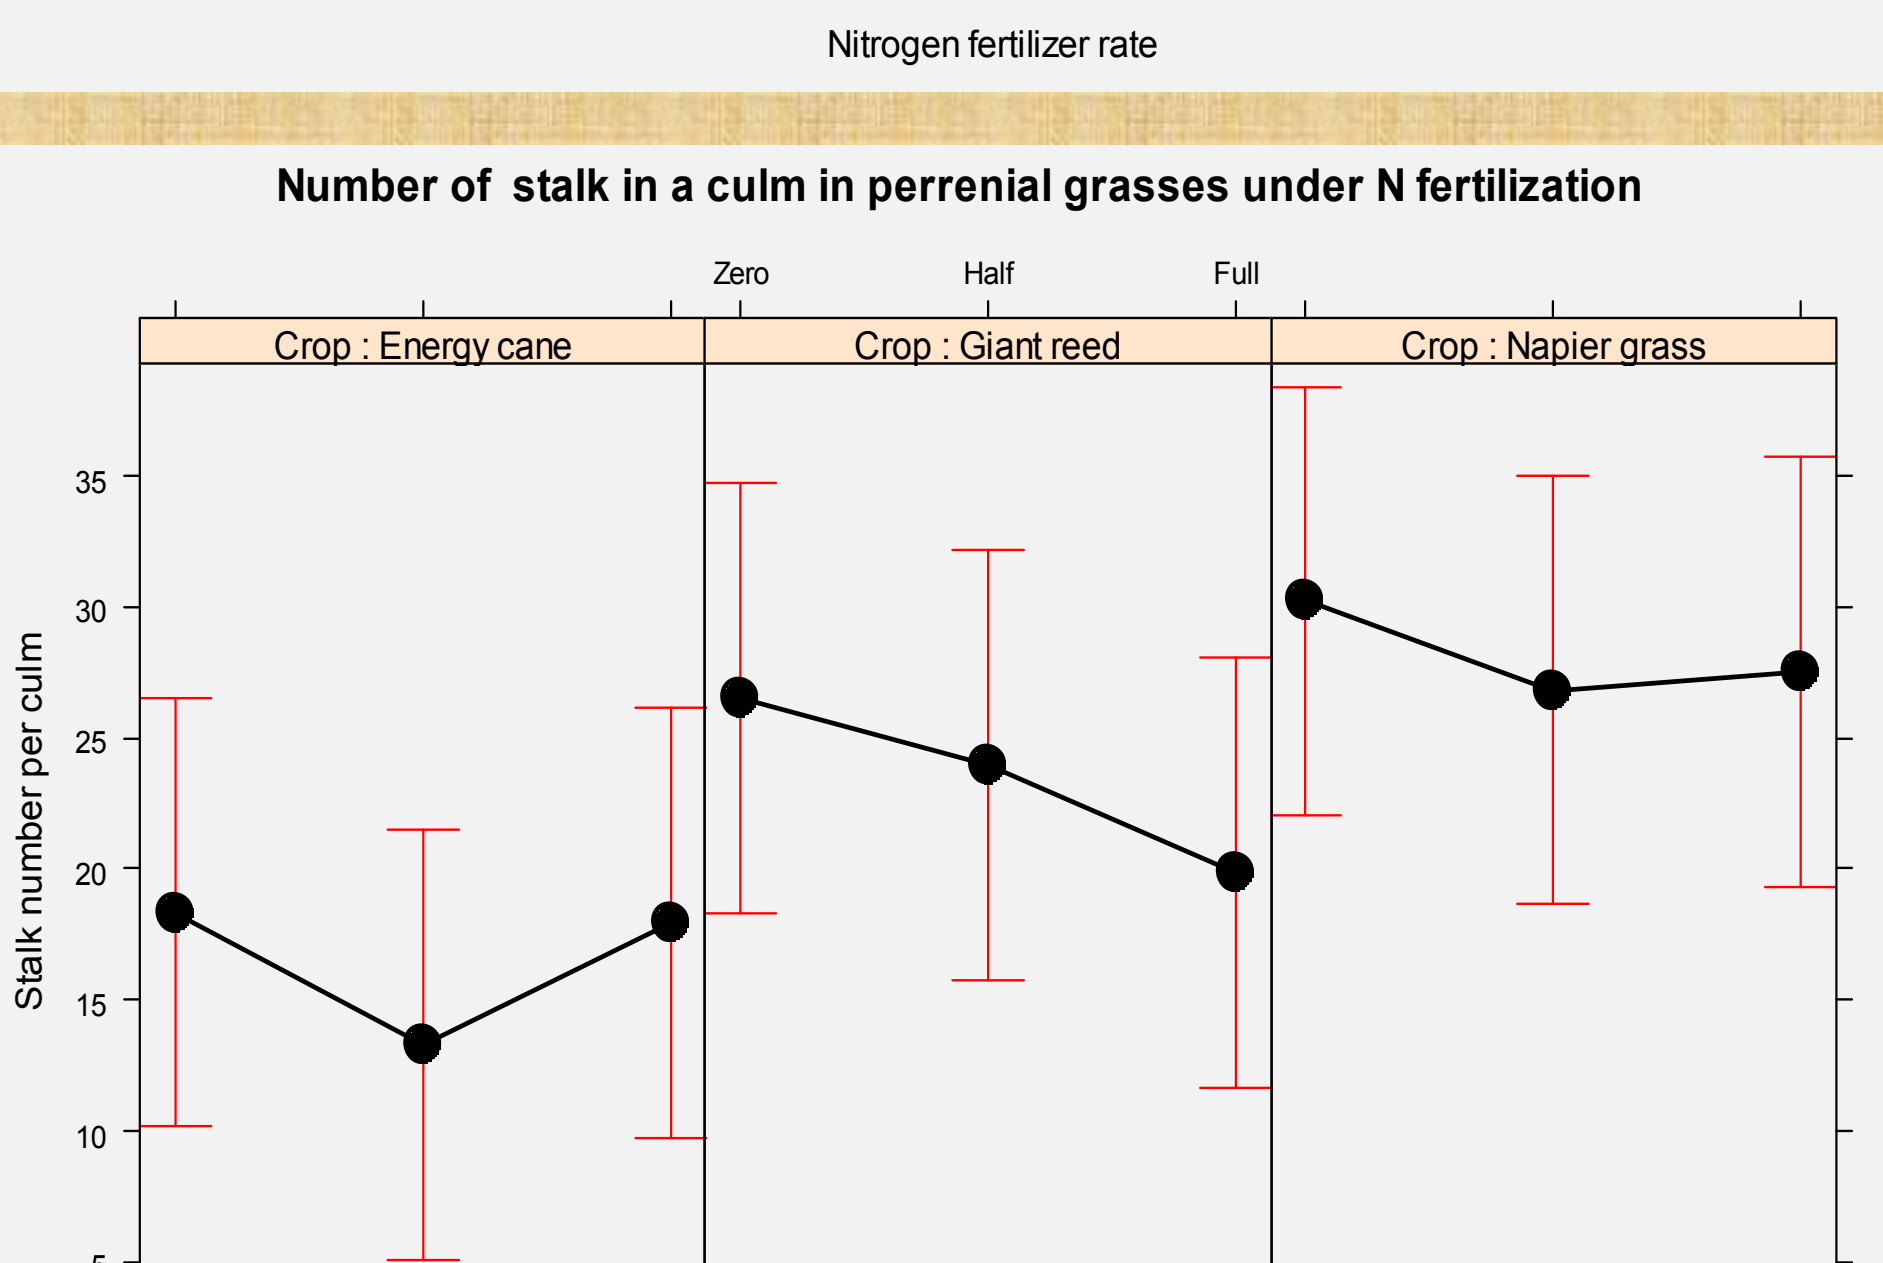 Nitrogen fertilizer rate
Number of stalk in a culm in perrenial grasses under N fertilization
Zero Half Full
Crop : Energy cane Crop : Giant reed Crop : Napier grass
Stalk number per culm
35
30
25
20
15
10
5